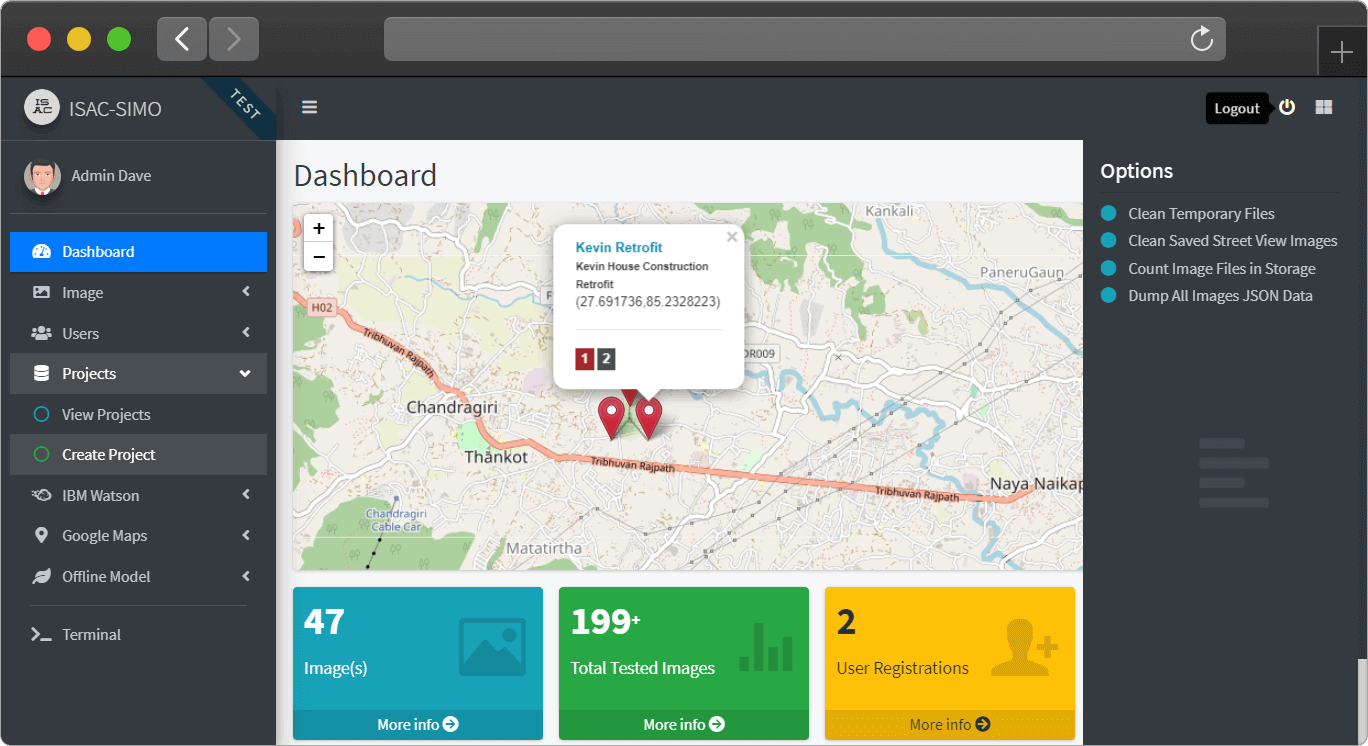 IS
AC
ISAC-SIMO
TEST
Logout
Admin Dave
Dashboard
Image
Users
Projects
View Projects
Create Project
IBM Watson
Google Maps
Offline Model
Terminal
Dashboard
+
−
Kankali
PaneruGaun
H02
Tribhuvan Rajpath
F
DR009
Kevin Retrofit
×
Kevin House Construction
Retrofit
(27.691736,85.2328223)
1 2
Chandragiri
Thankot
Tribhuvan Rajpath
Tribhuvan Rajpath
Naya Naikap
Chandragiri
Cable Car
Matatirtha
47
Image(s)
More info
199+
Total Tested Images
More info
2
User Registrations
More info
Options
Clean Temporary Files
Clean Saved Street View Images
Count Image Files in Storage
Dump All Images JSON Data